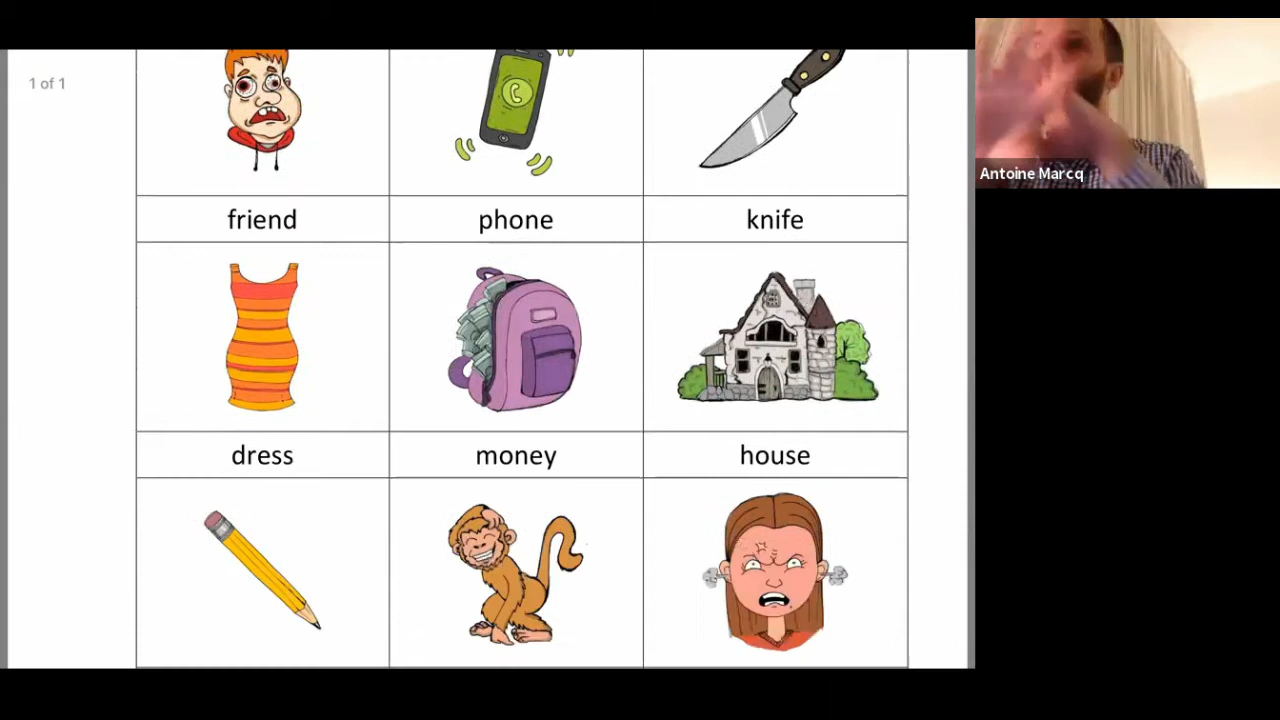 1 of 1
Antoine Marcq
friend phone knife
dress money house